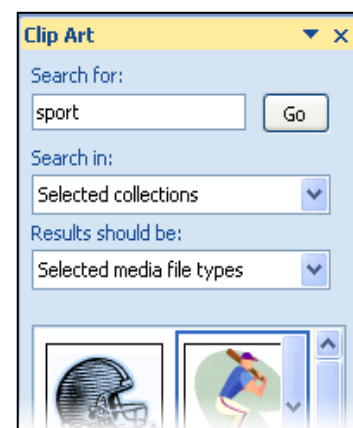 Clip Art
Search for:
sport
Go
Search in:
Selected collections
Results should be:
Selected media file types